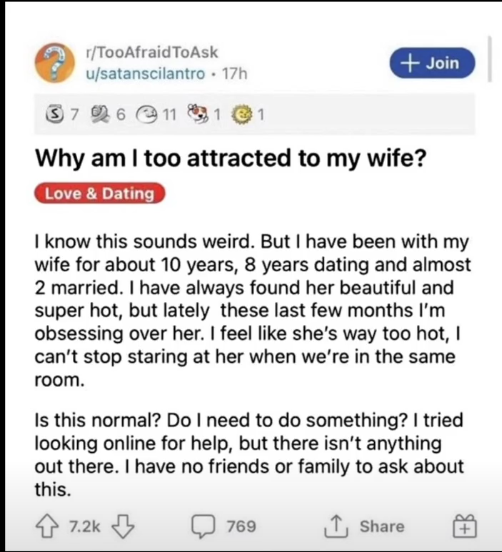 r/TooAfraidToAsk
u/satanscilantro • 17h
+ Join
S 7 6 11 1 1
Why am I too attracted to my wife?
Love & Dating
I know this sounds weird. But I have been with my
wife for about 10 years, 8 years dating and almost
2 married. I have always found her beautiful and
super hot, but lately these last few months I'm
obsessing over her. I feel like she's way too hot, I
can't stop staring at her when we're in the same
room.
Is this normal? Do I need to do something? I tried
looking online for help, but there isn't anything
out there. I have no friends or family to ask about
this.
7.2k 769 Share